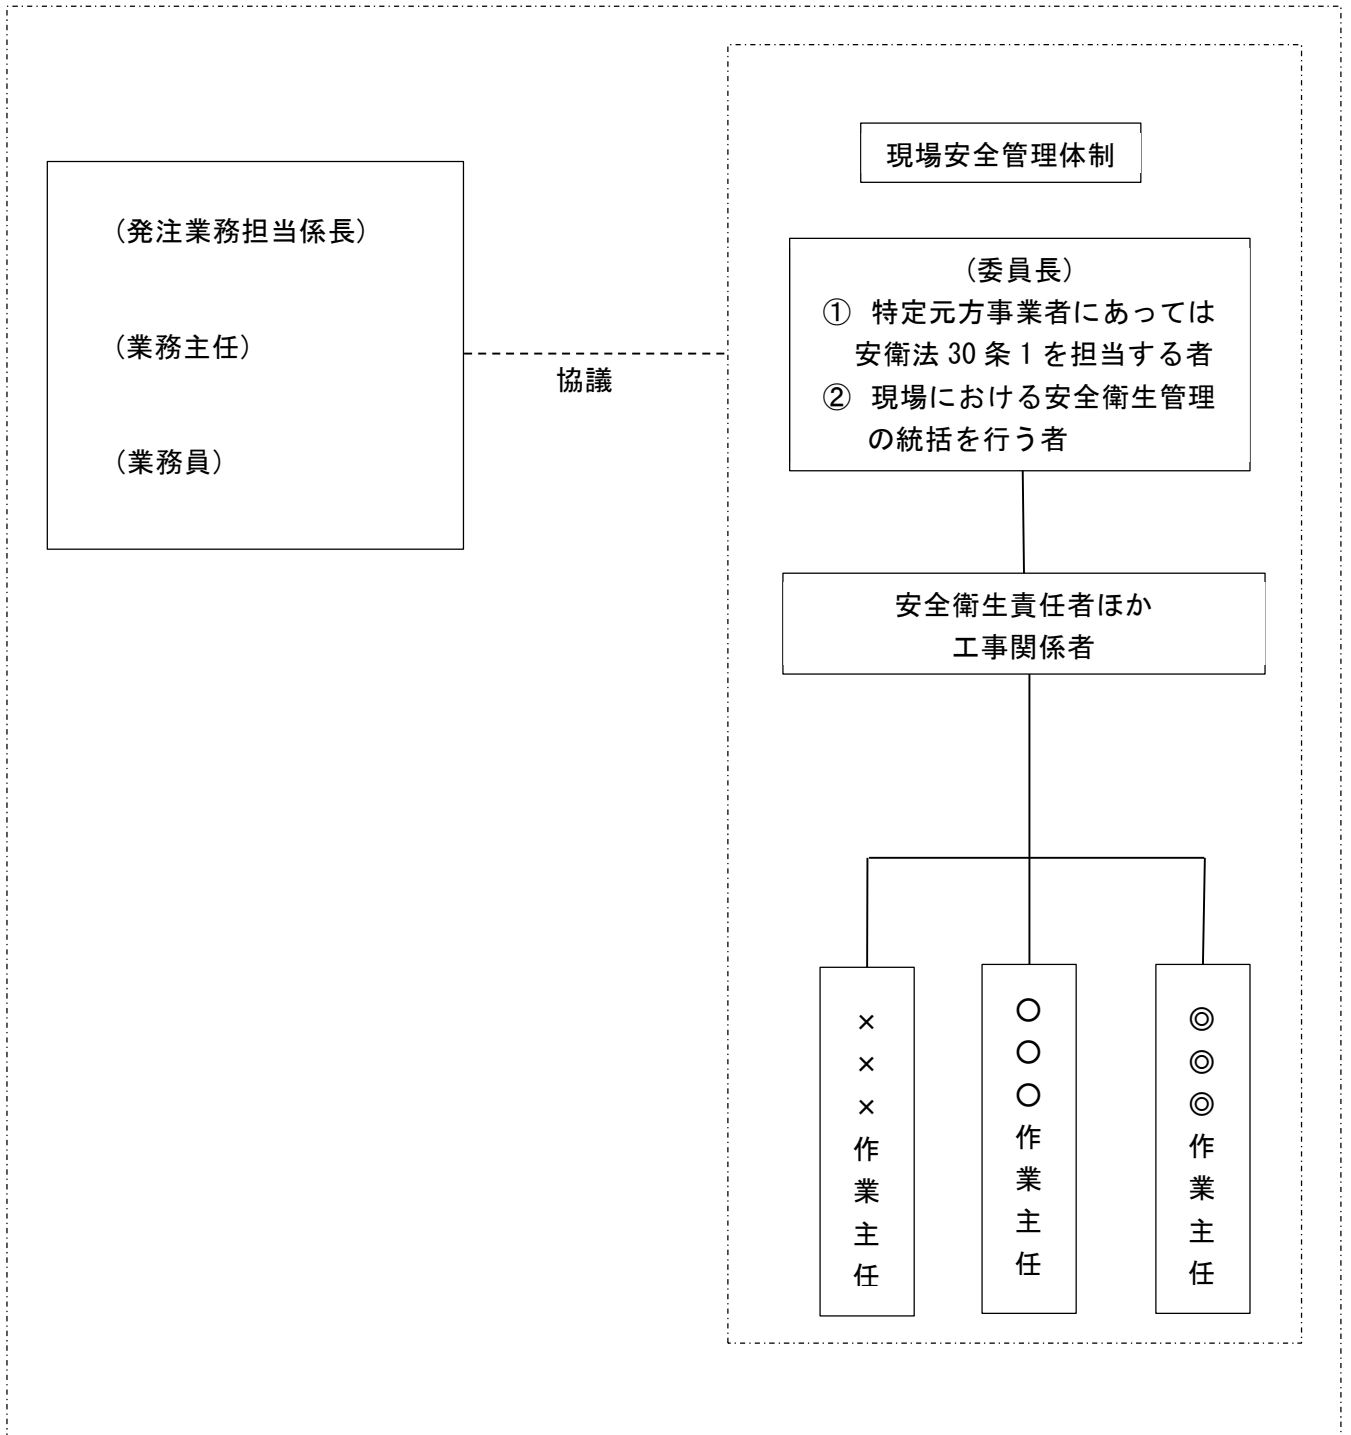 現場安全管理体制
(発注業務担当係長)
(業務主任)
(業務員)
協議
(委員長)
① 特定元方事業者にあっては
安衛法 30 条 1 を担当する者
② 現場における安全衛生管理
の統括を行う者
安全衛生責任者ほか
工事関係者
×××作業主任
○○○作業主任
◎◎◎作業主任